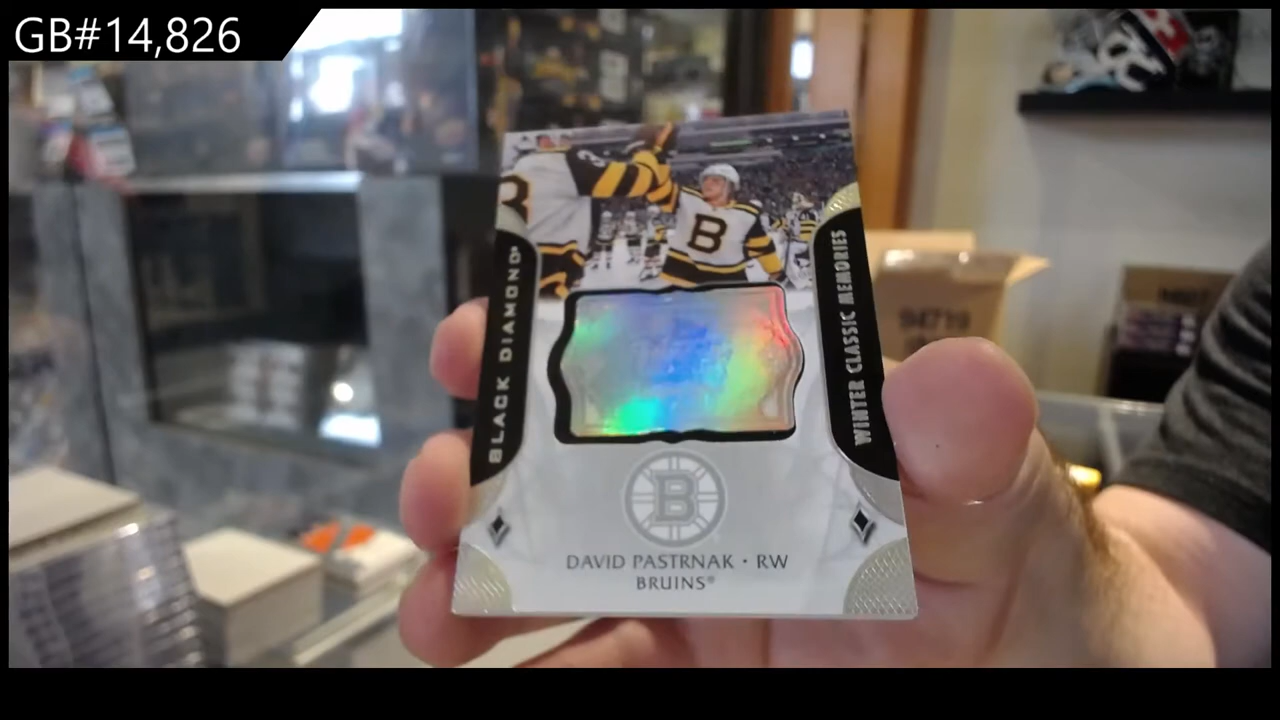 GB#14,826
BLACK DIAMOND®
WINTER CLASSIC MEMORIES
B
B
DAVID PASTRNAK • RW
BRUINS®
94719